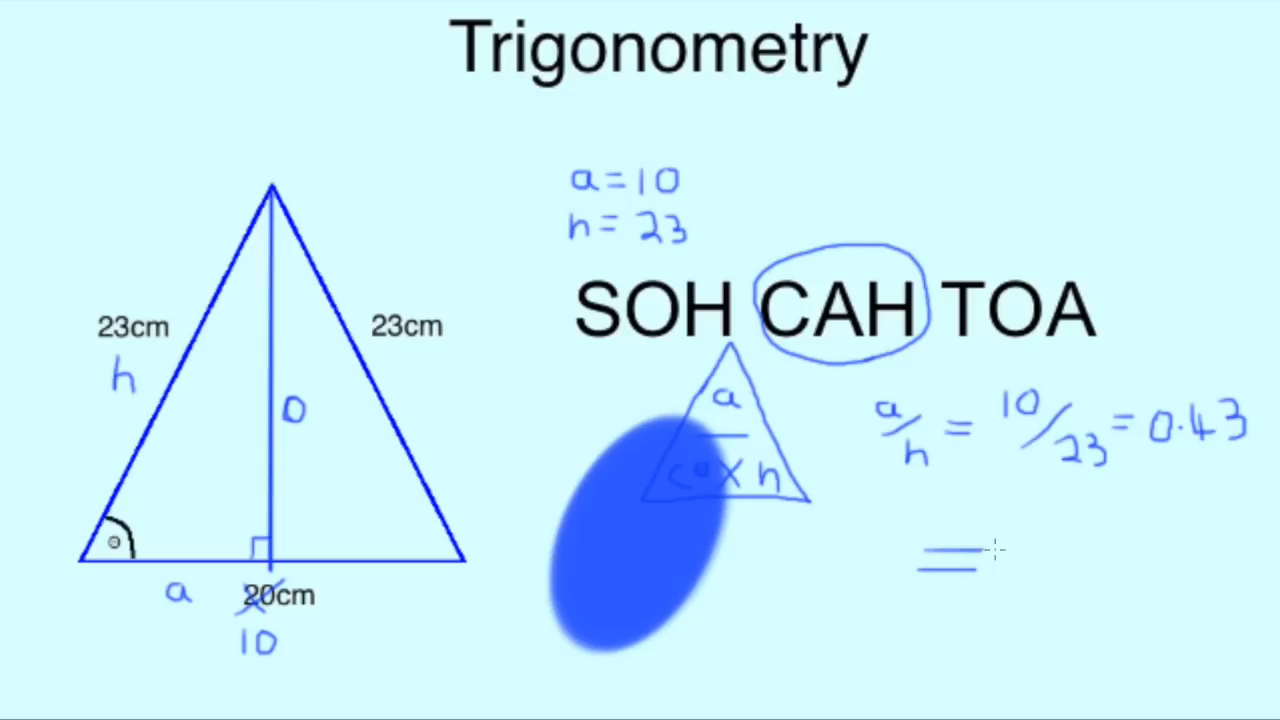 Trigonometry
a = 10
h = 23
SOH CAH TOA
23cm
23cm
h
a
a/h = 10/23 = 0.43
o
h
=
θ
a
20cm
10